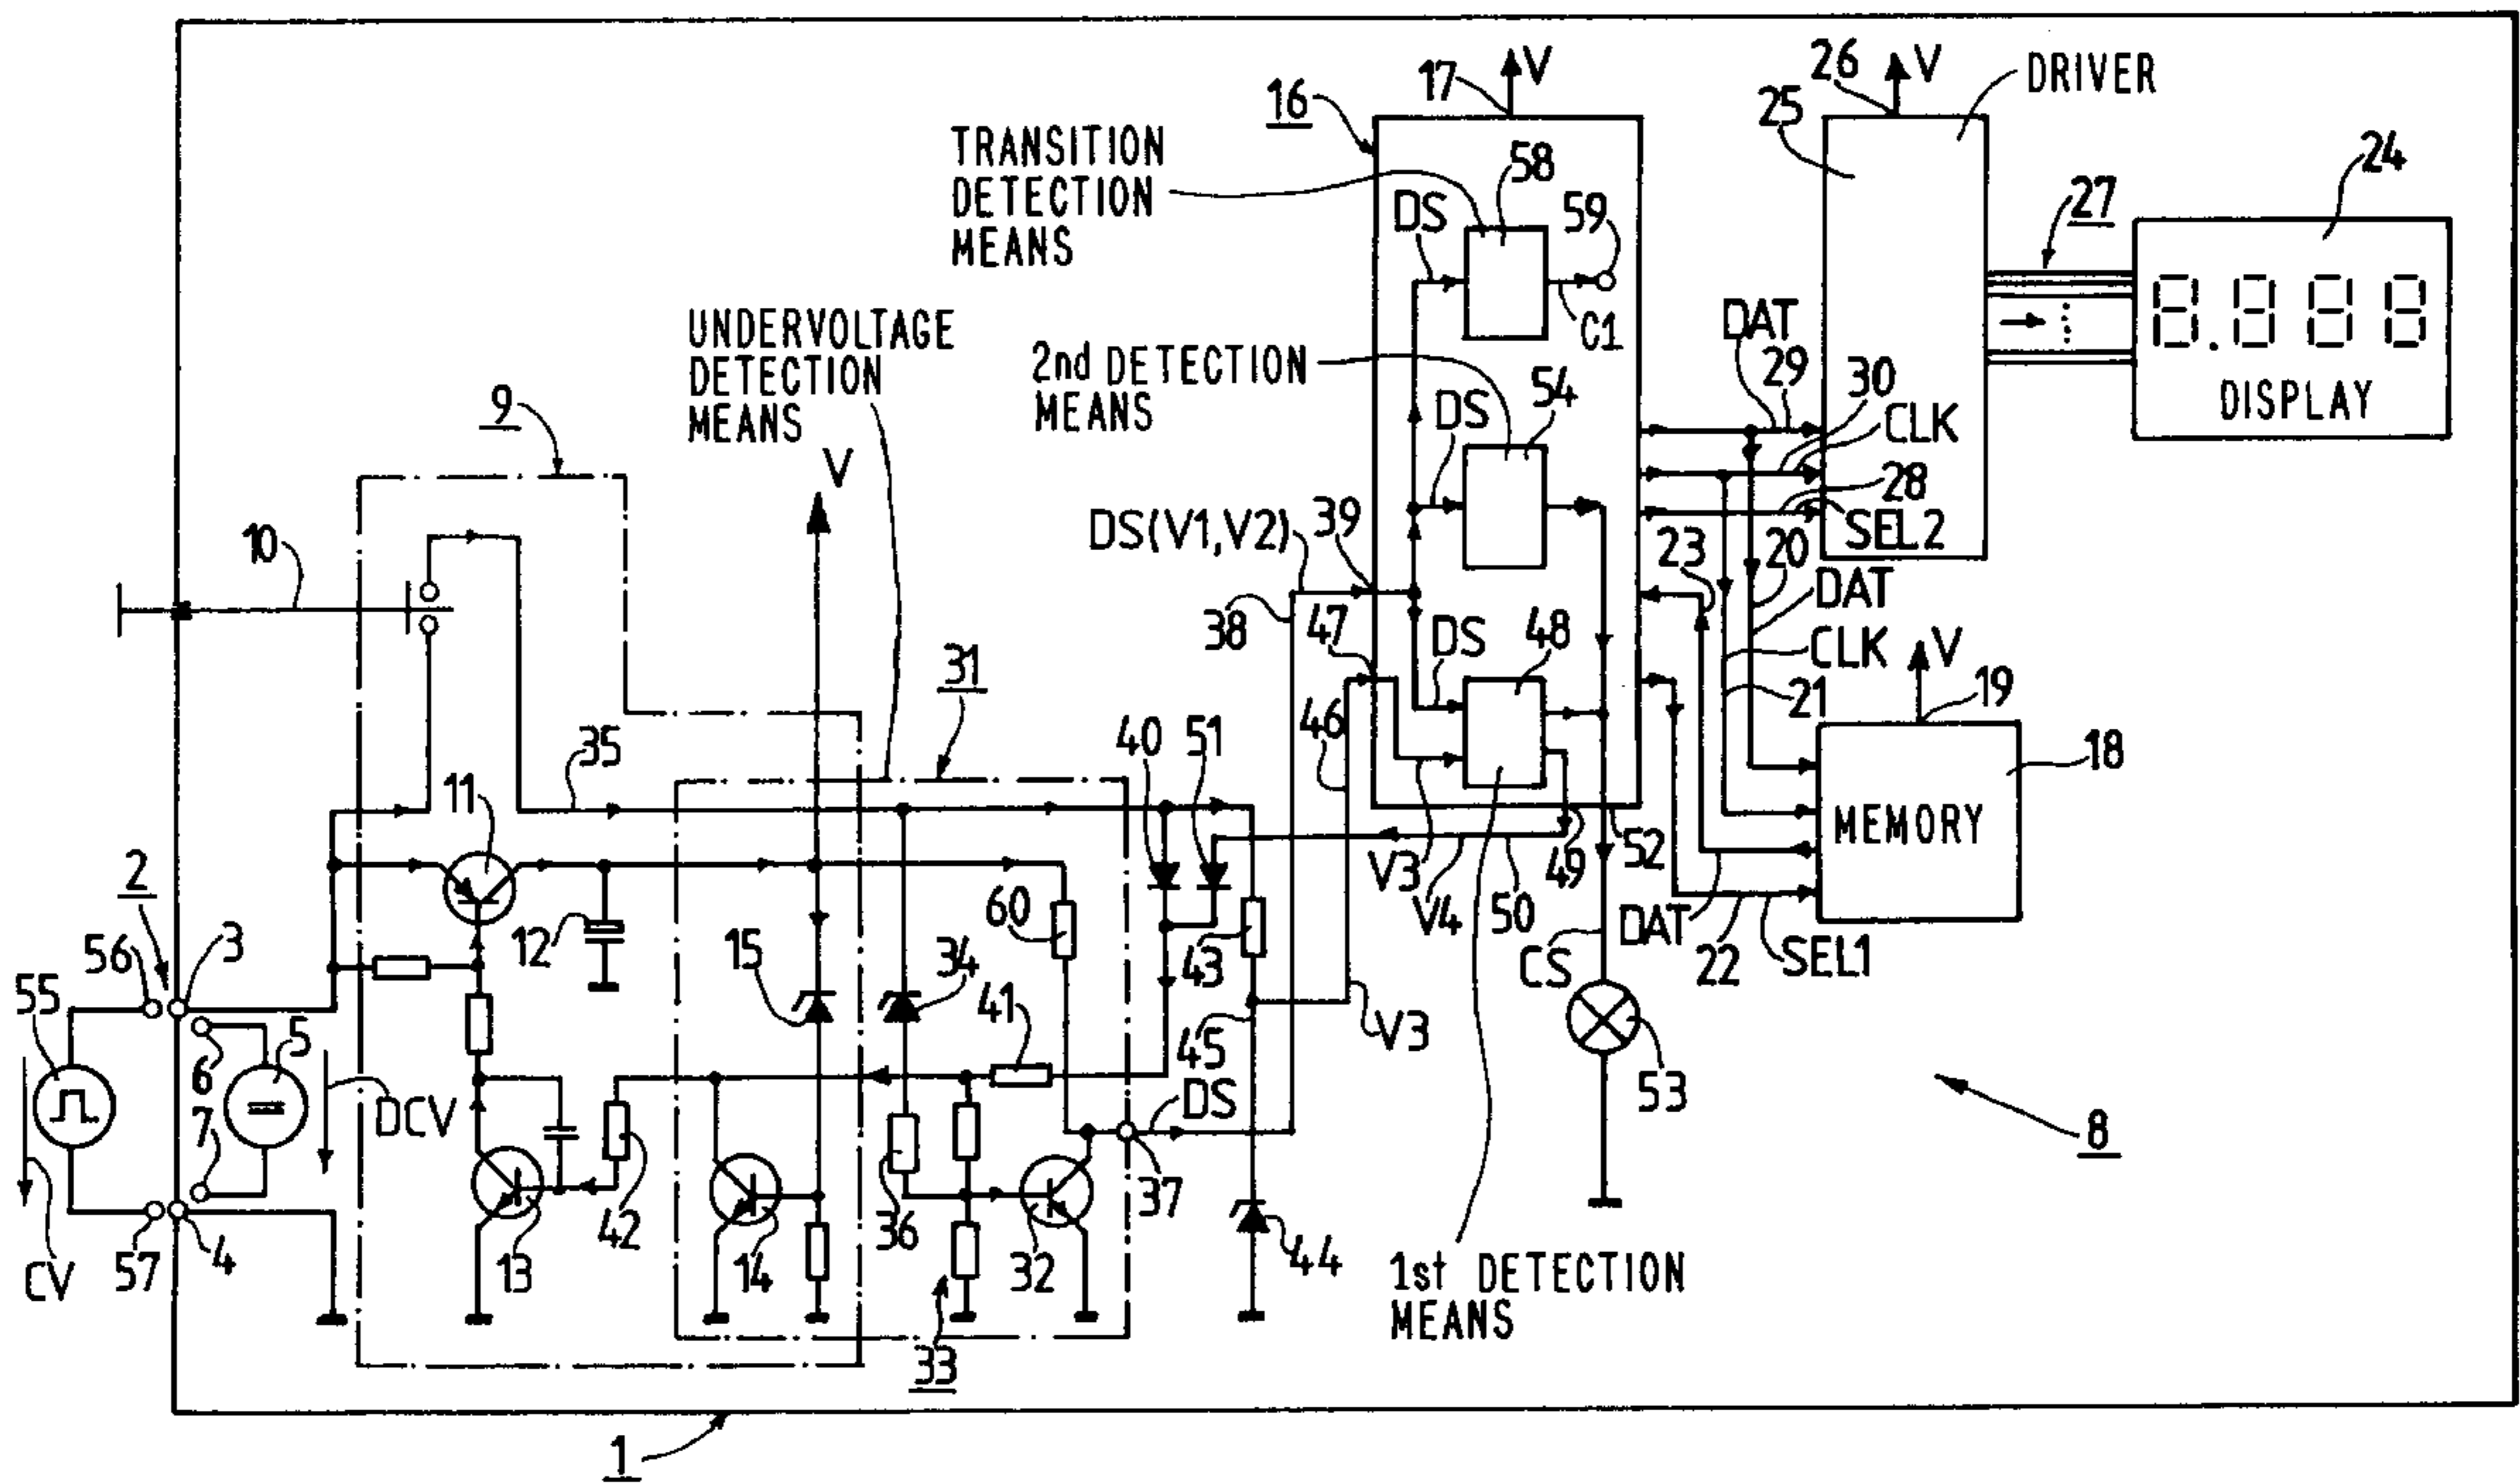 17
V
26
V
DRIVER
16
25
TRANSITION
DETECTION
MEANS
58
24
DS
59
27
C1
DAT
29
UNDERVOLTAGE
DETECTION
MEANS
2nd DETECTION
MEANS
54
30
CLK
DISPLAY
9
DS
28
V
SEL2
DS(V1,V2)
39
23
20
10
DAT
38
47
DS
48
CLK
V
31
21
19
46
35
40
51
18
11
MEMORY
49
52
2
V3
V4
50
60
DAT
22
SEL1
56
3
12
15
34
43
CS
55
41
V3
6
5
45
53
7
DCV
DS
8
42
36
37
57
4
13
14
32
44
CV
1st DETECTION
MEANS
33
1